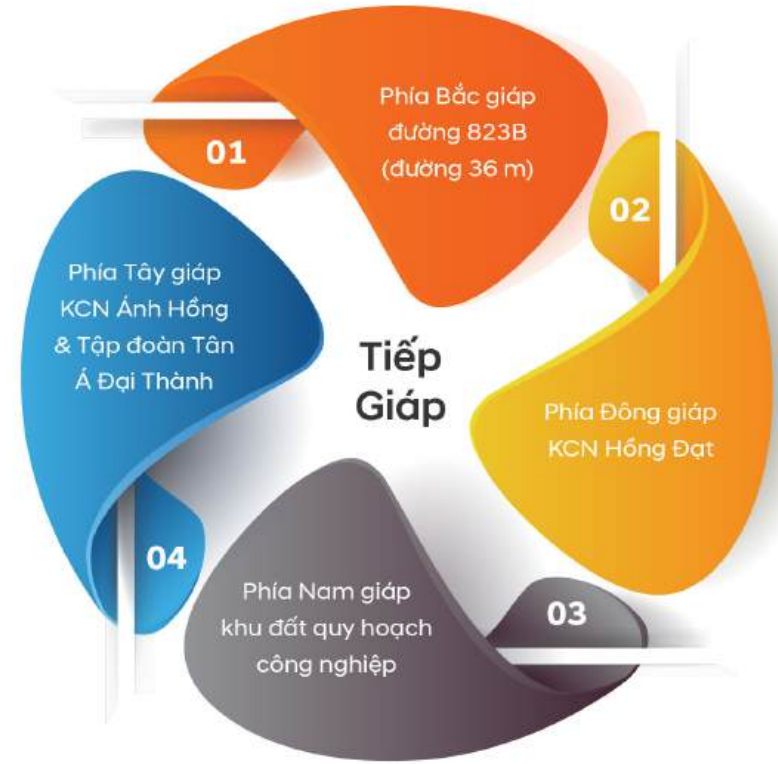 01
Phía Bắc giáp
đường 823B
(đường 36 m)
02
Phía Đông giáp
KCN Hồng Đạt
03
Phía Nam giáp
khu đất quy hoạch
công nghiệp
04
Phía Tây giáp
KCN Ánh Hồng
& Tập đoàn Tân
Á Đại Thành
Tiếp
Giáp